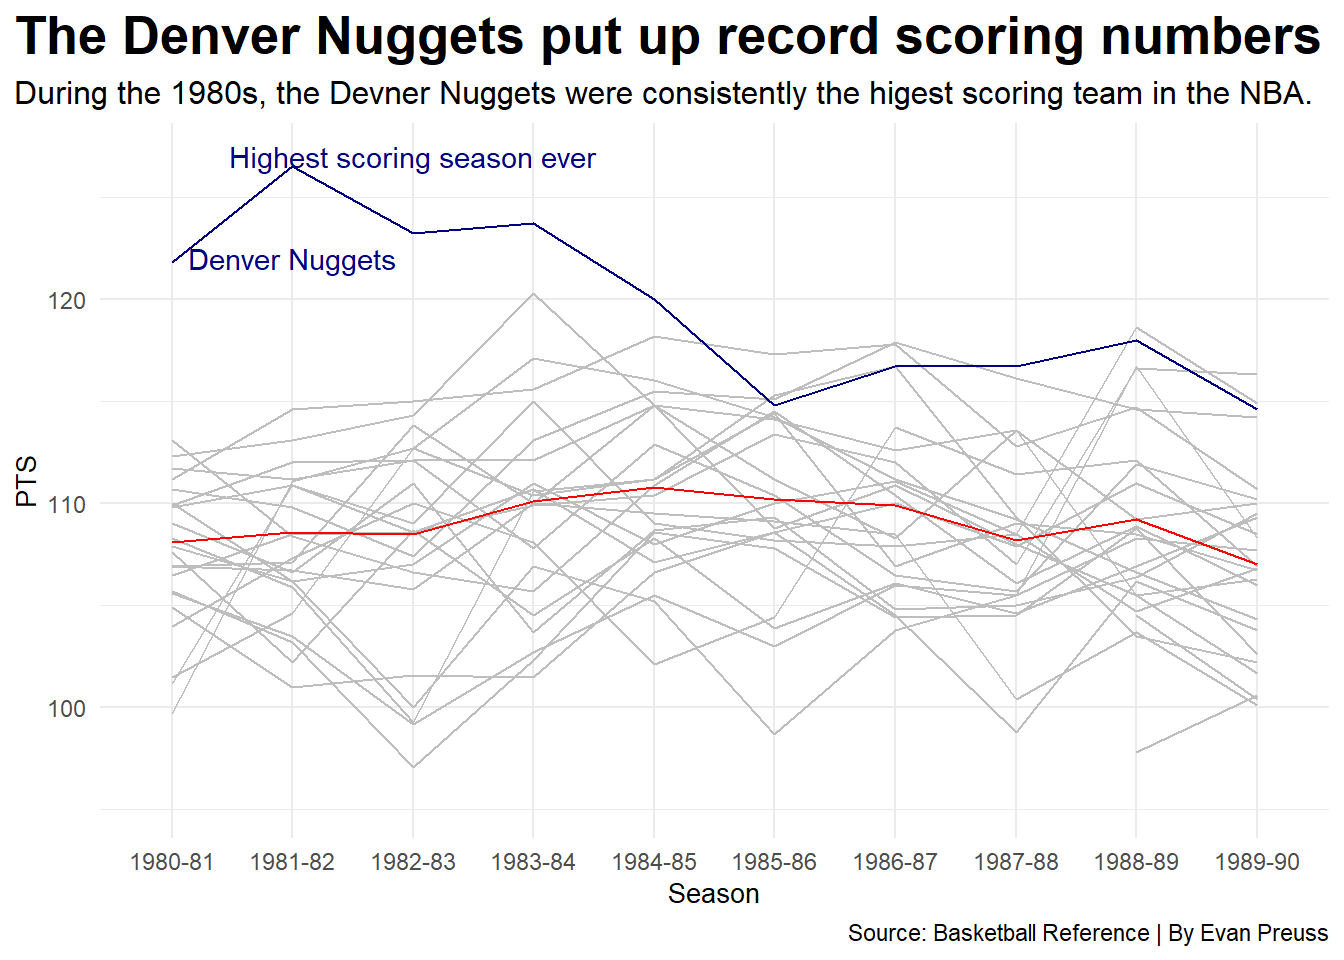 The Denver Nuggets put up record scoring numbers
During the 1980s, the Devner Nuggets were consistently the higest scoring team in the NBA.
Highest scoring season ever
Denver Nuggets
120
110
100
PTS
1980-81 1981-82 1982-83 1983-84 1984-85 1985-86 1986-87 1987-88 1988-89 1989-90
Season
Source: Basketball Reference | By Evan Preuss